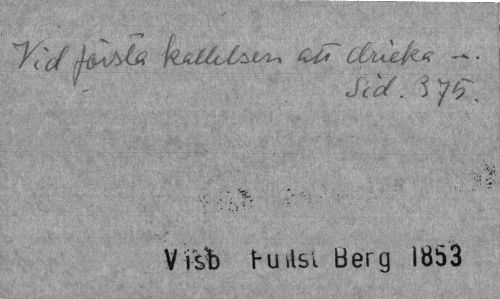 Vid första kallelsen att dricka —.
Sid. 375.
Visb Fullst Berg 1853